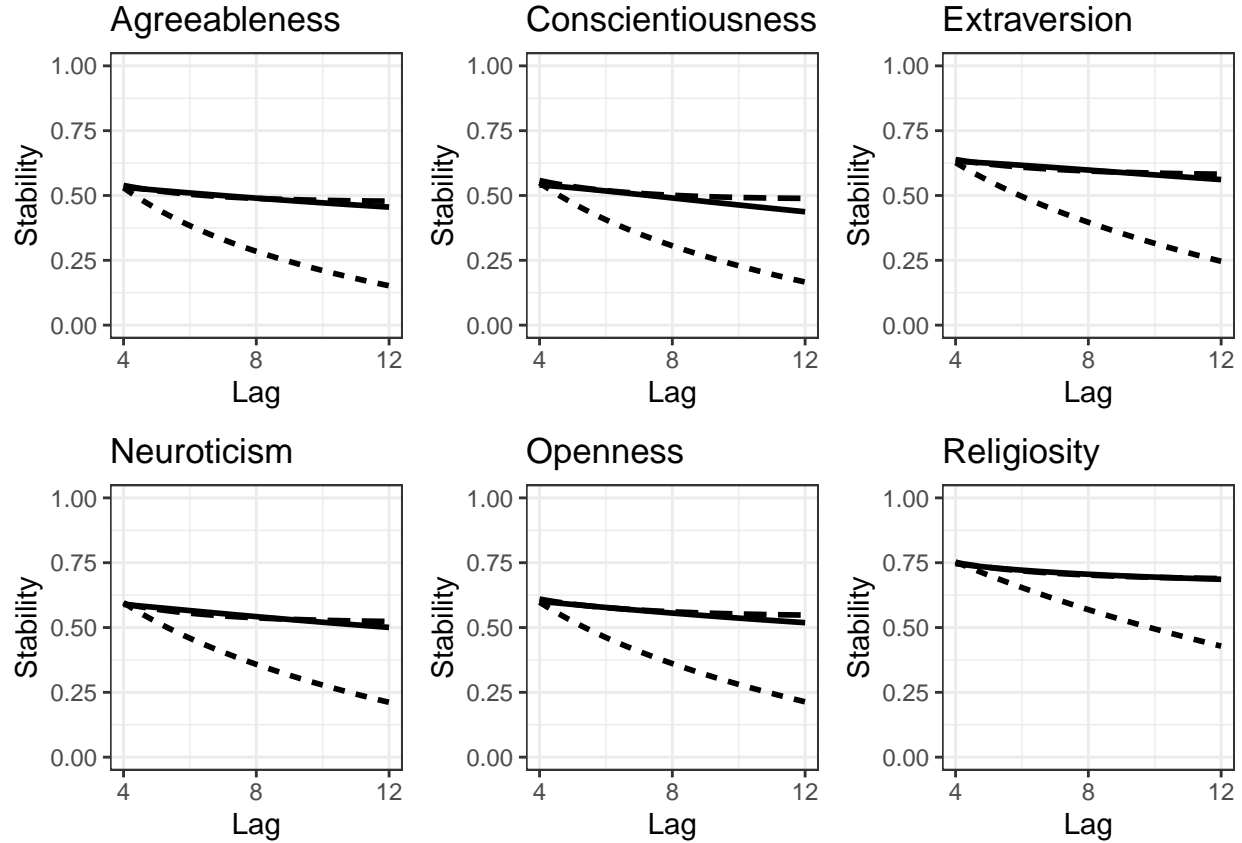 Agreeableness
Conscientiousness
Extraversion
1.00
0.75
0.50
0.25
0.00
Stability
4 8 12
Lag
1.00
0.75
0.50
0.25
0.00
Stability
4 8 12
Lag
1.00
0.75
0.50
0.25
0.00
Stability
4 8 12
Lag
Neuroticism
Openness
Religiosity
1.00
0.75
0.50
0.25
0.00
Stability
4 8 12
Lag
1.00
0.75
0.50
0.25
0.00
Stability
4 8 12
Lag
1.00
0.75
0.50
0.25
0.00
Stability
4 8 12
Lag